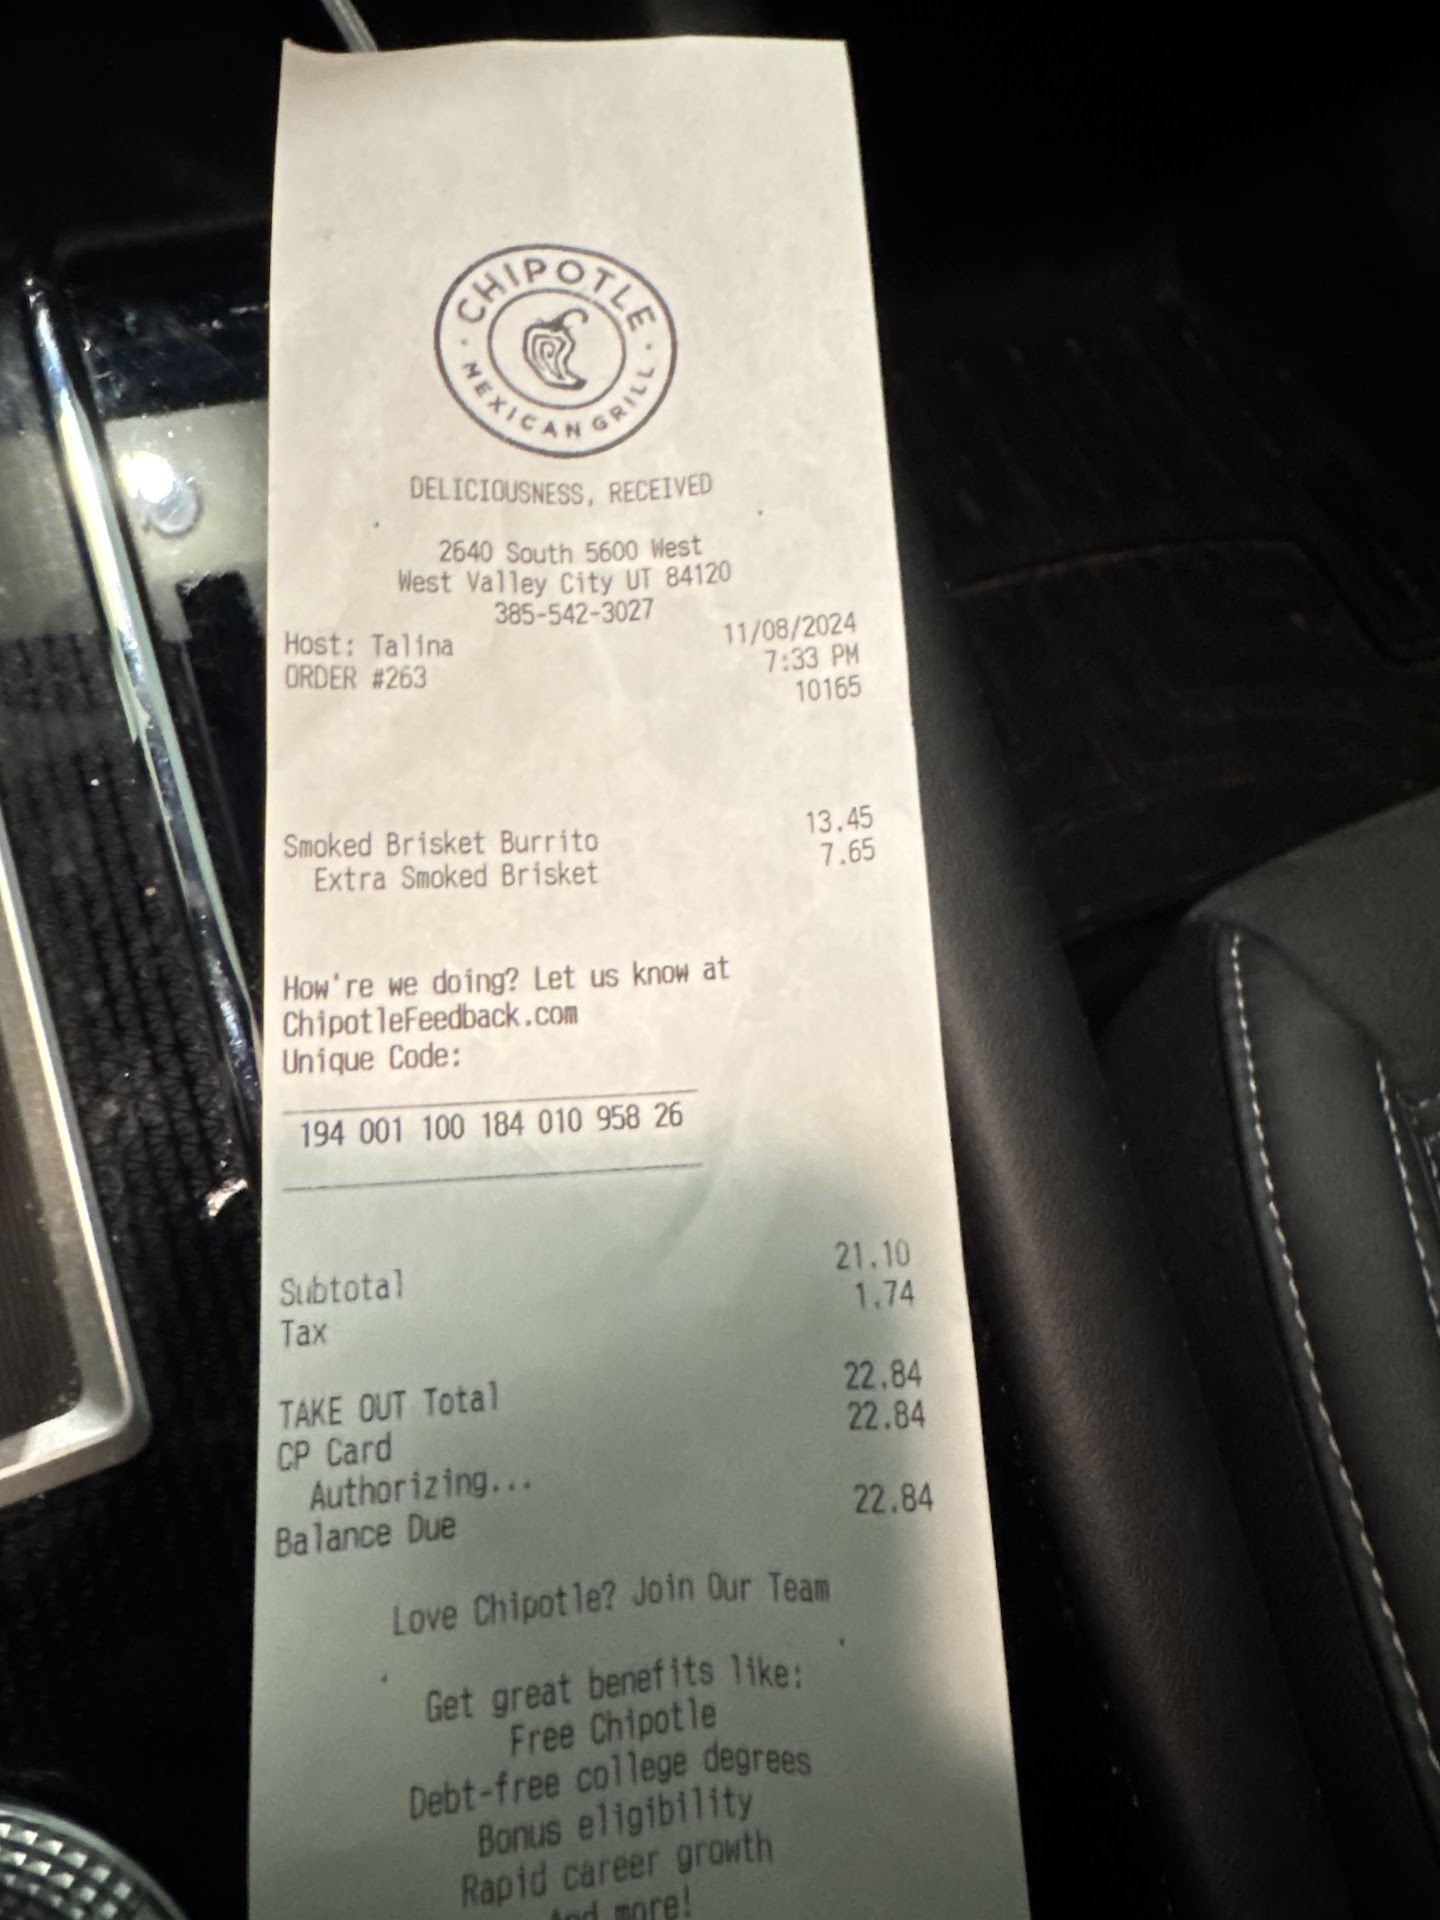 CHIPOTLE
MEXICAN GRILL
DELICIOUSNESS, RECEIVED
2640 South 5600 West
West Valley City UT 84120
385-542-3027
Host: Talina 11/08/2024
ORDER #263 7:33 PM
10165
Smoked Brisket Burrito 13.45
Extra Smoked Brisket 7.65
How're we doing? Let us know at
ChipotleFeedback.com
Unique Code:
194 001 100 184 010 958 26
Subtotal 21.10
Tax 1.74
TAKE OUT Total 22.84
CP Card 22.84
Authorizing...
Balance Due 22.84
Love Chipotle? Join Our Team
Get great benefits like:
Free Chipotle
Debt-free college degrees
Bonus eligibility
Rapid career growth
And more!